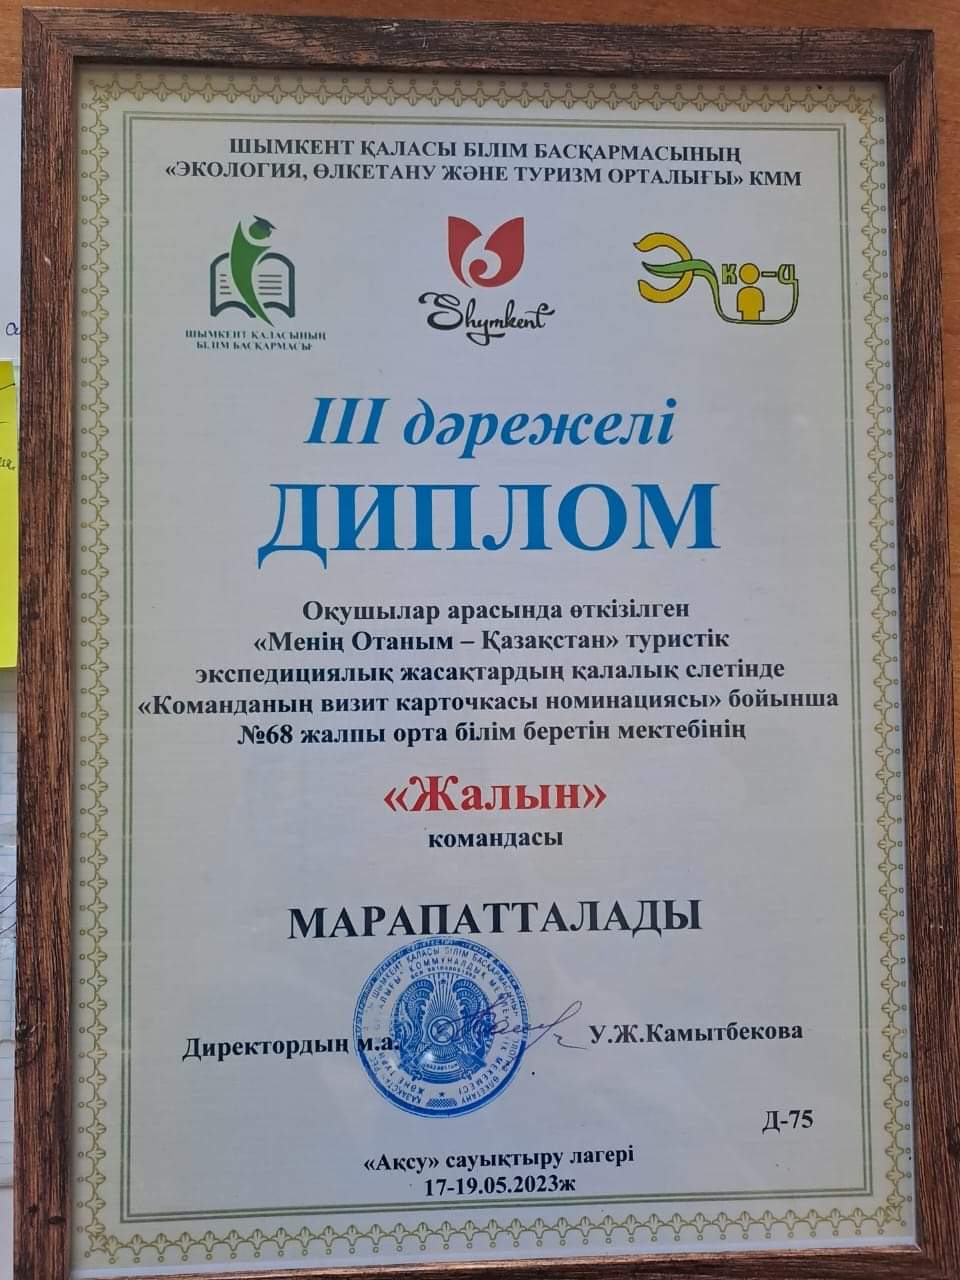 ШЫМКЕНТ ҚАЛАСЫ БІЛІМ БАСҚАРМАСЫНЫҢ
«ЭКОЛОГИЯ, ӨЛКЕТАНУ ЖӘНЕ ТУРИЗМ ОРТАЛЫҒЫ» КММ
ШЫМКЕНТ ҚАЛАСЫНЫҢ
БІЛІМ БАСҚАРМАСЫ
Shymkent
Эко-ц
III дәрежелі
ДИПЛОМ
Оқушылар арасында өткізілген
«Менің Отаным – Қазақстан» туристік
экспедициялық жасақтардың қалалық слетінде
«Команданың визит карточкасы номинациясы» бойынша
№68 жалпы орта білім беретін мектебінің
«Жалын»
командасы
МАРАПАТТАЛАДЫ
Директордың м.а.
У.Ж.Камытбекова
Д-75
«Ақсу» сауықтыру лагері
17-19.05.2023ж